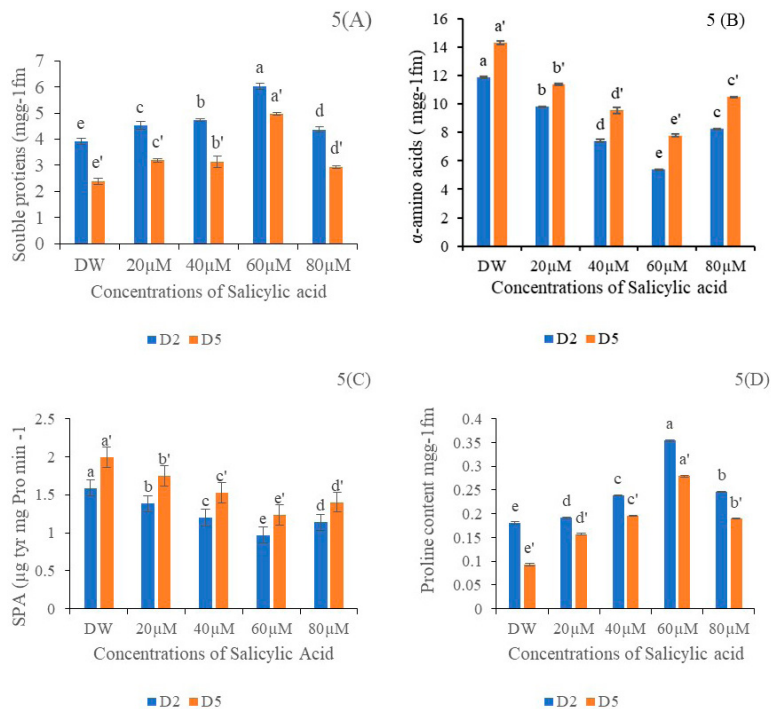 5(A)
Souble protiens (mgg-1fm
7
6
5
4
3
2
1
0
e
e'
c
c'
b
b'
a
a'
d
d'
DW 20µM 40µM 60µM 80µM
Concentrations of Salicylic acid
D2 D5
5 (B)
α-amino acids ( mgg-1fm)
16
14
12
10
8
6
4
2
0
a
a'
b
b'
d
d'
e
e'
c
c'
DW 20µM 40µM 60µM 80µM
Concentrations of Salicylic acid
D2 D5
5(C)
SPA (µg tyr mg Pro min -1
2.5
2
1.5
1
0.5
0
a
a'
b
b'
c
c'
e
e'
d
d'
DW 20µM 40µM 60µM 80µM
Concentrations of Salicylic Acid
D2 D5
5(D)
Proline content mgg-1fm
0.4
0.35
0.3
0.25
0.2
0.15
0.1
0.05
0
e
e'
d
d'
c
c'
a
a'
b
b'
DW 20µM 40µM 60µM 80µM
Concentrations of Salicylic acid
D2 D5